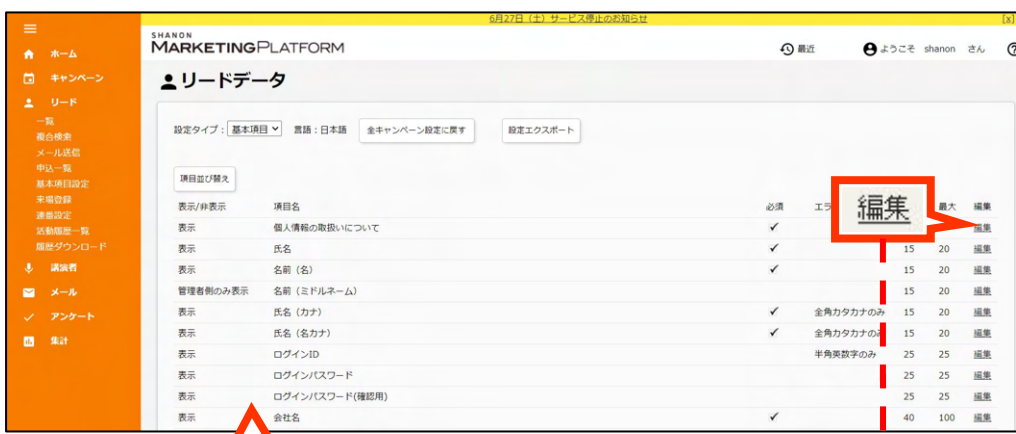 6月27日（土）サービス停止のお知らせ [x]
SHANON
MARKETINGPLATFORM
最近 ようこそ shanon さん
ホーム
キャンペーン
リード
一覧
複合検索
メール送信
申込一覧
基本項目設定
来場登録
連番設定
活動履歴一覧
履歴ダウンロード
講演者
メール
アンケート
集計
リードデータ
設定タイプ： 基本項目 言語：日本語 全キャンペーン設定に戻す 設定エクスポート
項目並び替え
表示/非表示 項目名 必須 エラ 最大 編集
編集
表示 個人情報の取扱いについて ✓ 編集
表示 氏名 ✓ 15 20 編集
表示 名前（名） ✓ 15 20 編集
管理者側のみ表示 名前（ミドルネーム） 15 20 編集
表示 氏名（カナ） ✓ 全角カタカナのみ 15 20 編集
表示 氏名（名カナ） ✓ 全角カタカナのみ 15 20 編集
表示 ログインID 半角英数字のみ 25 25 編集
表示 ログインパスワード 25 25 編集
表示 ログインパスワード(確認用) 25 25 編集
表示 会社名 ✓ 40 100 編集